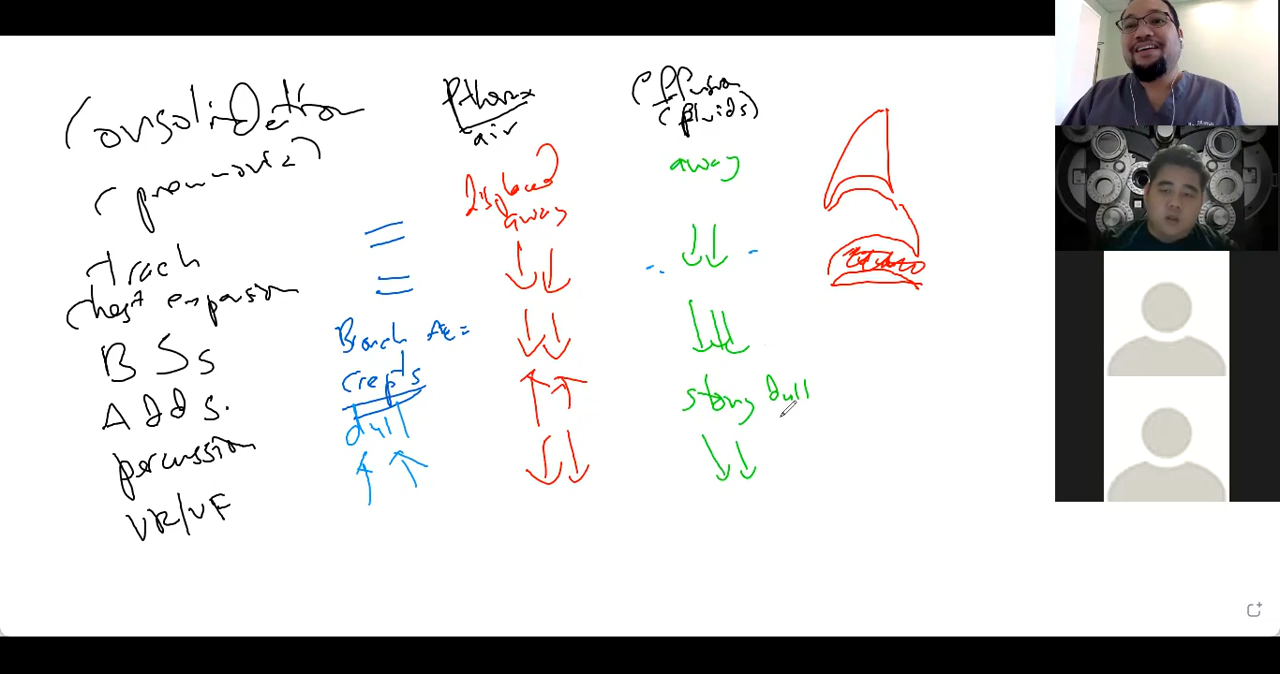 Consolidation
(pneumonia)
Pthorax
air
Effusion
(fluids)
Displaced
away
away
Trach
= 
Chest expansion
=
↓↓
↓↓
BSs
Bronch AE =
↓↓
↓↓↓
Adds.
crepts
percussion
dull
↑↑
stony dull
VR/VF
↑↑
↓↓
↓↓